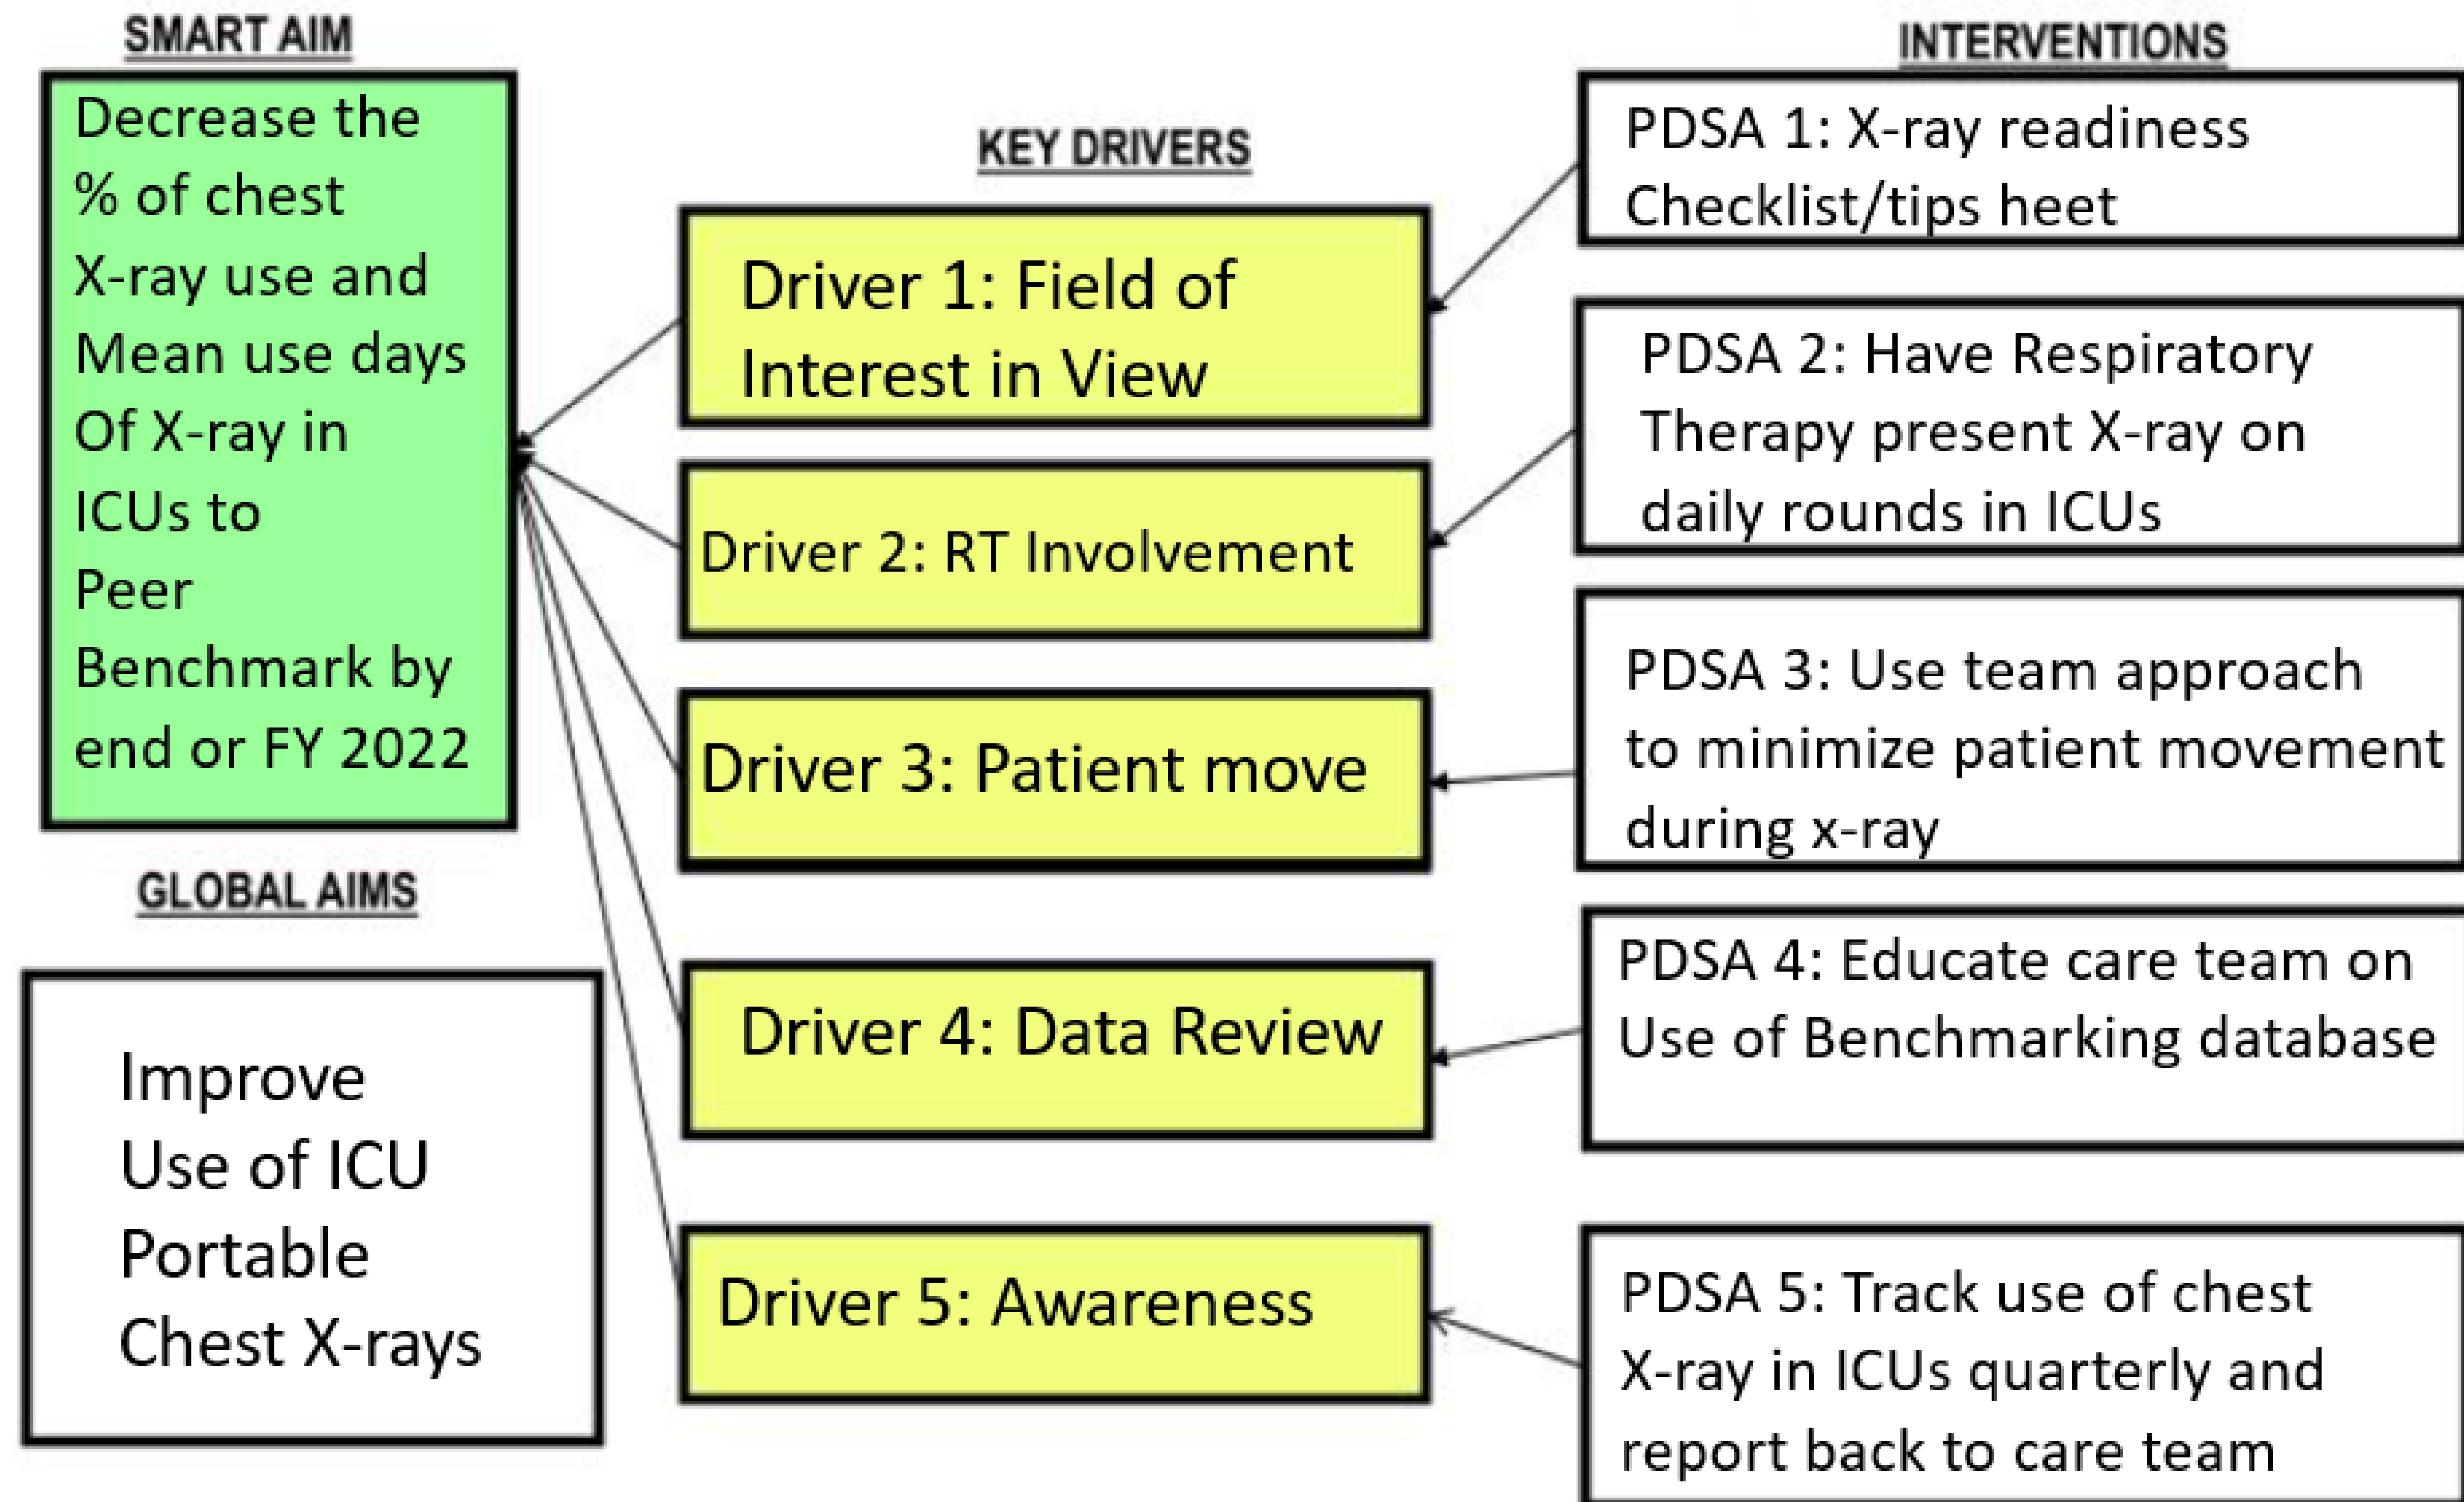 SMART AIM
Decrease the
% of chest
X-ray use and
Mean use days
Of X-ray in
ICUs to
Peer
Benchmark by
end or FY 2022
GLOBAL AIMS
Improve
Use of ICU
Portable
Chest X-rays
KEY DRIVERS
Driver 1: Field of
Interest in View
Driver 2: RT Involvement
Driver 3: Patient move
Driver 4: Data Review
Driver 5: Awareness
INTERVENTIONS
PDSA 1: X-ray readiness
Checklist/tips heet
PDSA 2: Have Respiratory
Therapy present X-ray on
daily rounds in ICUs
PDSA 3: Use team approach
to minimize patient movement
during x-ray
PDSA 4: Educate care team on
Use of Benchmarking database
PDSA 5: Track use of chest
X-ray in ICUs quarterly and
report back to care team